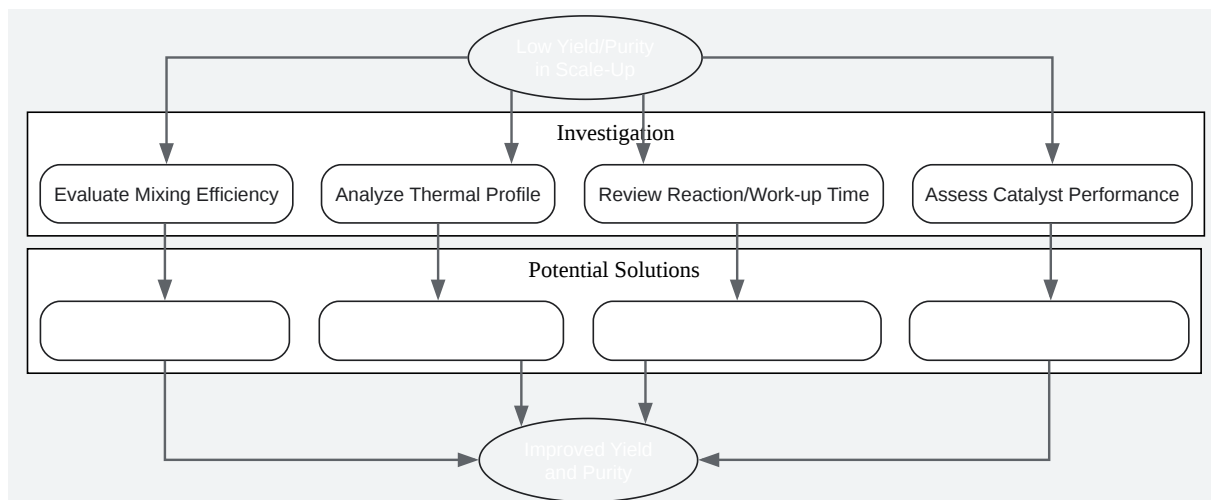 Low Yield/Purity
in Scale-Up
Investigation
Evaluate Mixing Efficiency
Analyze Thermal Profile
Review Reaction/Work-up Time
Assess Catalyst Performance
Potential Solutions
Improved Yield
and Purity